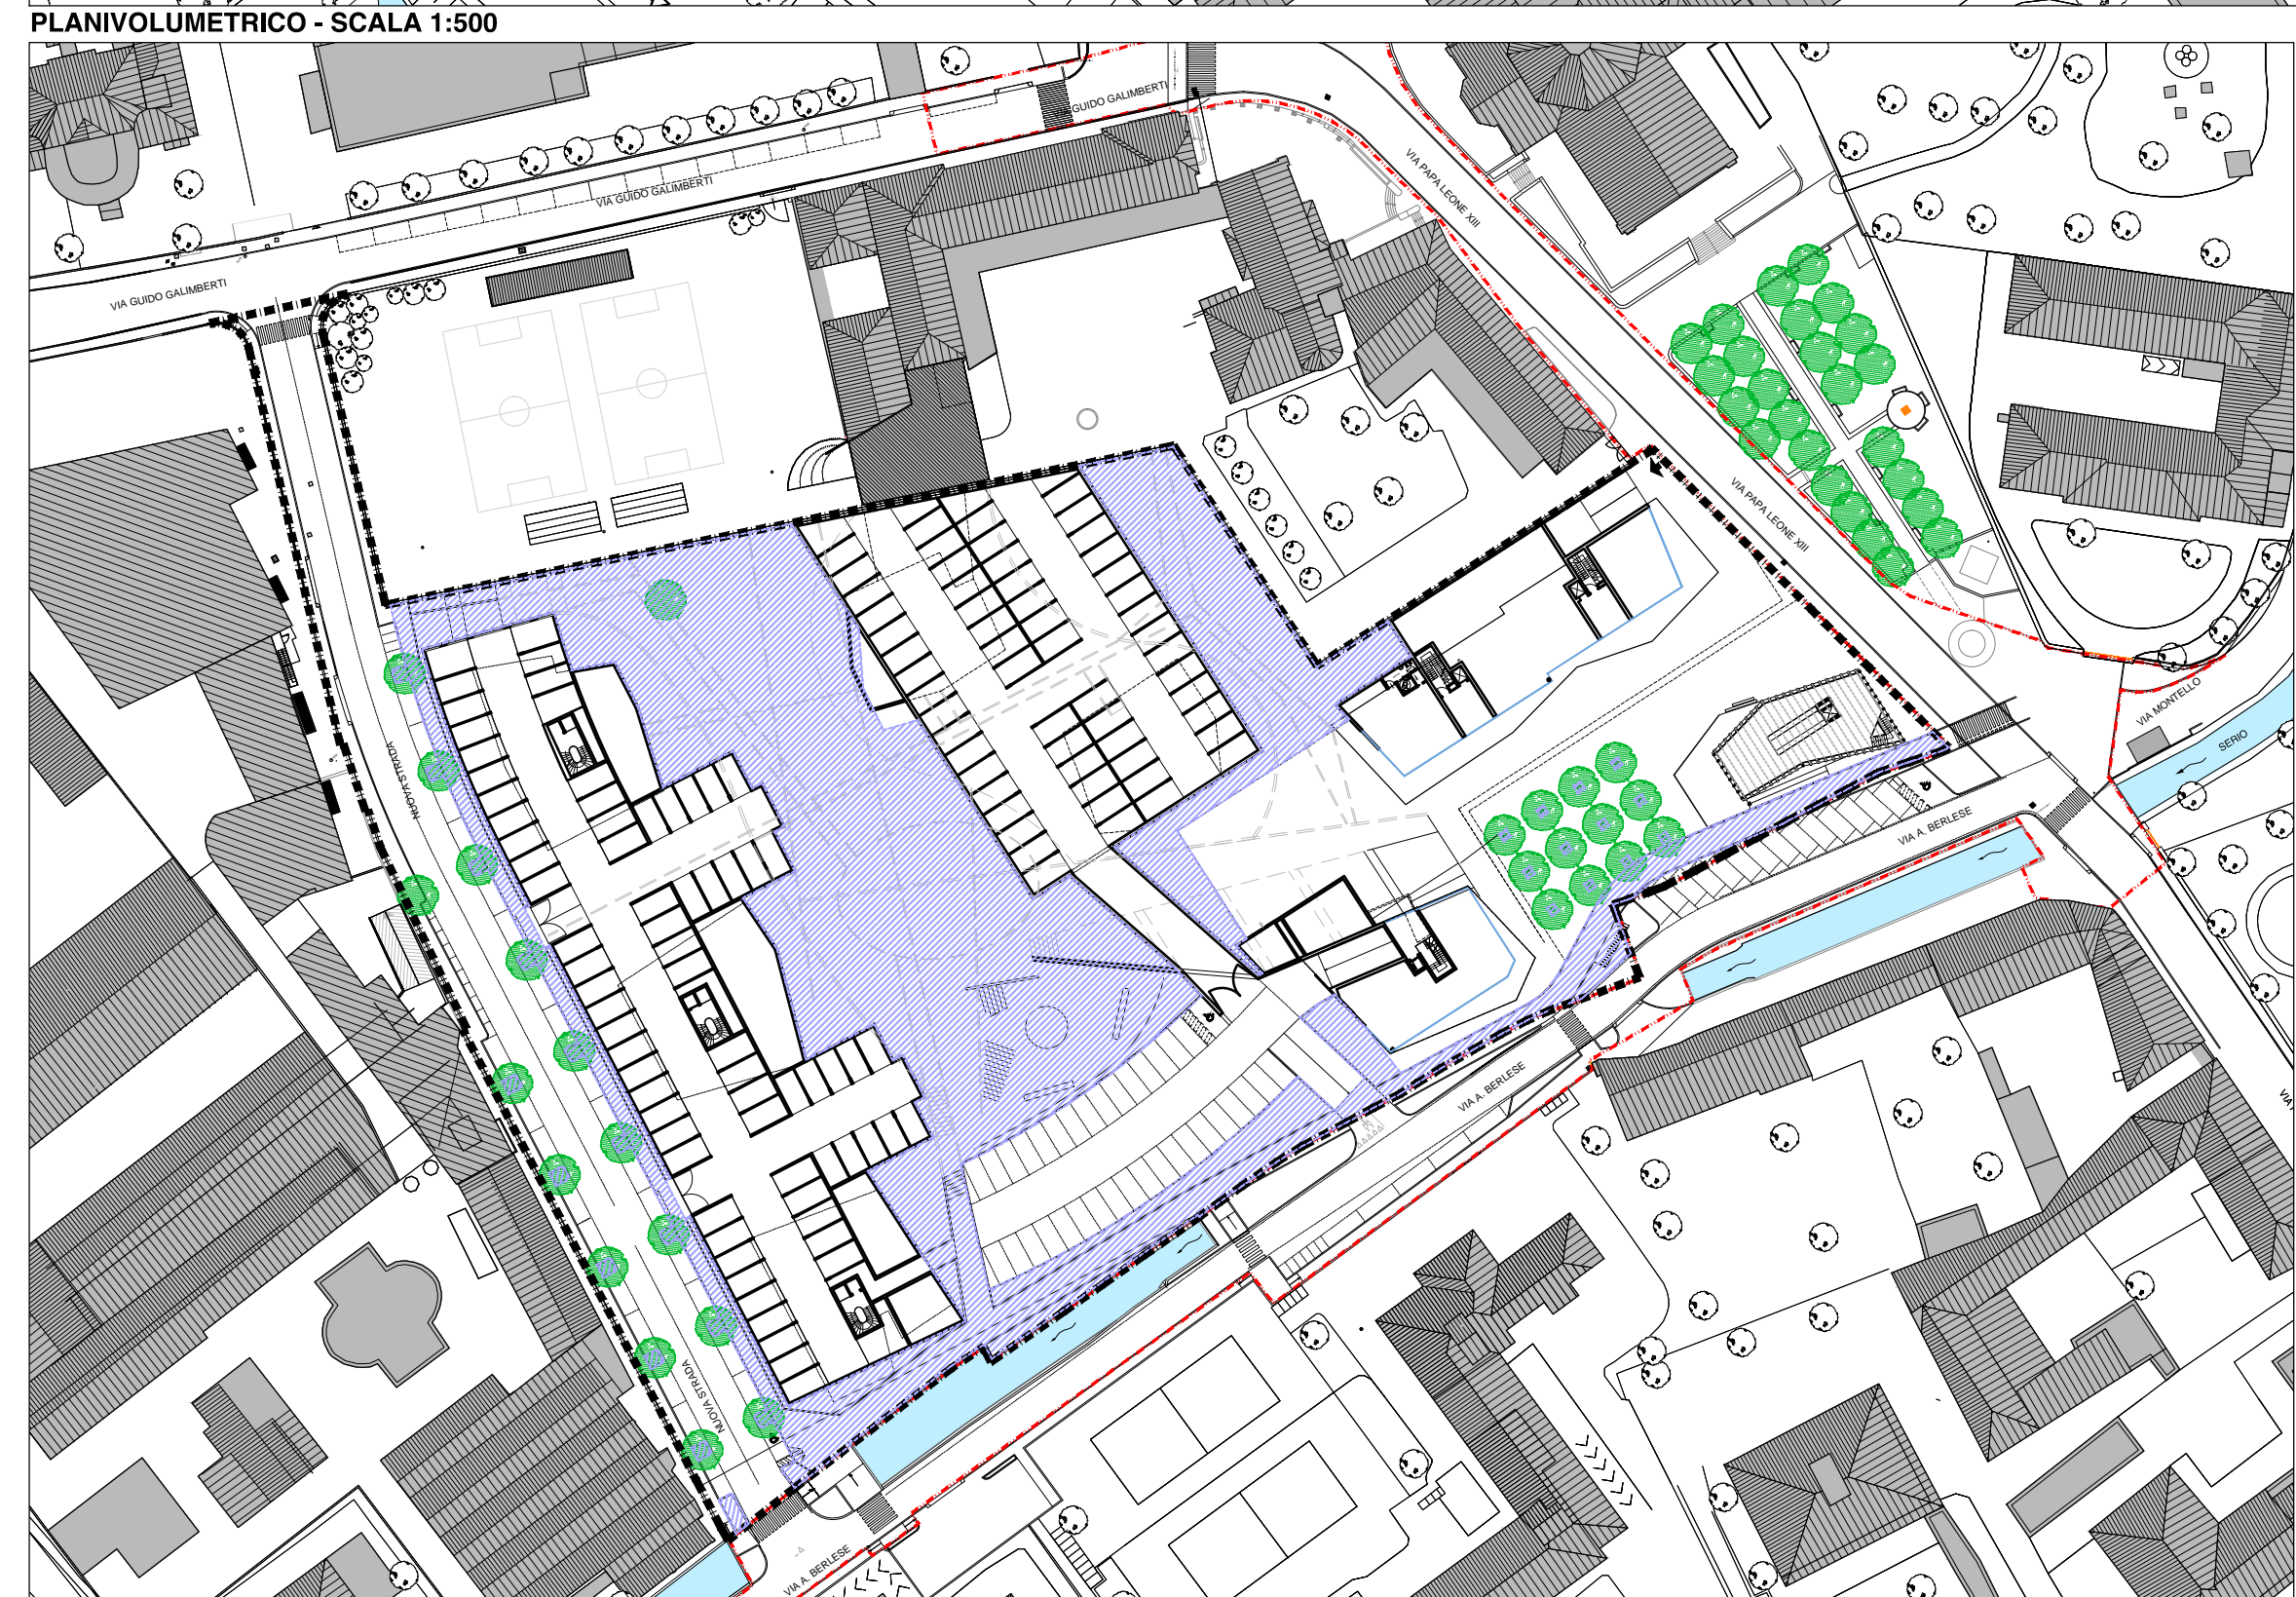 PLANIVOLUMETRICO - SCALA 1:500
GUIDO GALIMBERTI
VIA GUIDO GALIMBERTI
VIA GUIDO GALIMBERTI
VIA PAPA LEONE XIII
VIA PAPA LEONE XIII
VIA MONTELLO
SERIO
NUOVA STRADA
VIA A. BERLESE
VIA A. BERLESE
NUOVA STRADA
VIA A. BERLESE